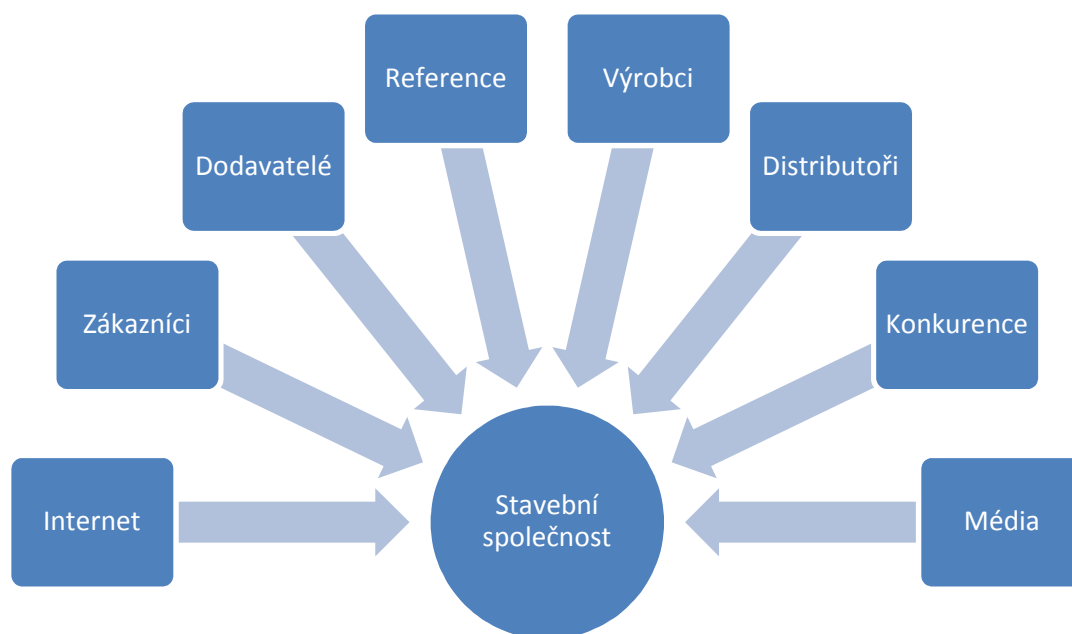 Reference
Výrobci
Dodavatelé
Distributoři
Zákazníci
Konkurence
Internet
Stavební
společnost
Média